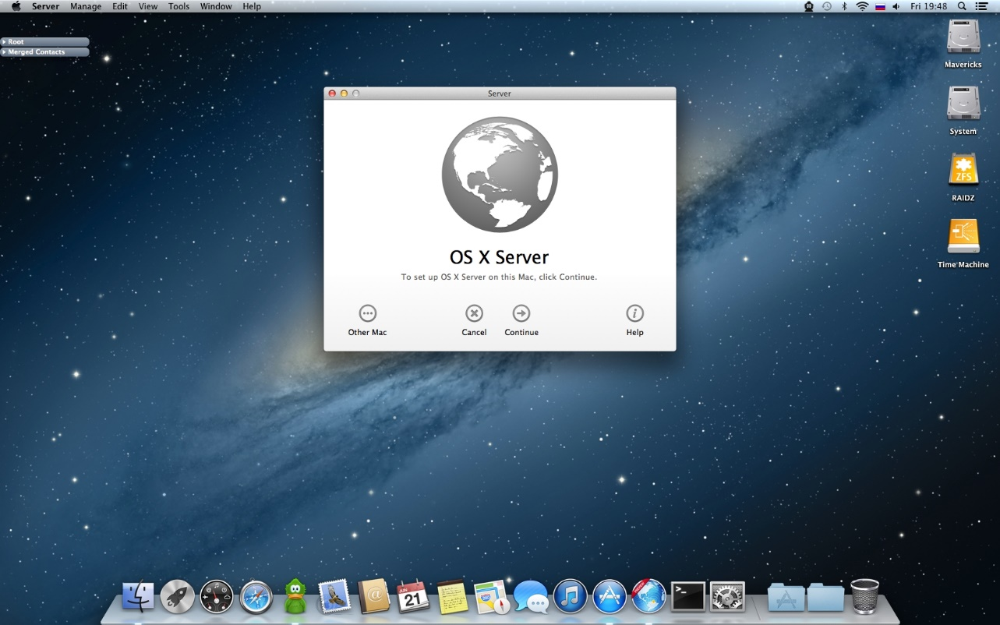 Server Manage Edit View Tools Window Help Fri 19:48
Root
Merged Contacts
Mavericks
System
ZFS
RAIDZ
Time Machine
Server
OS X Server
To set up OS X Server on this Mac, click Continue.
Other Mac Cancel Continue Help
JUN
21